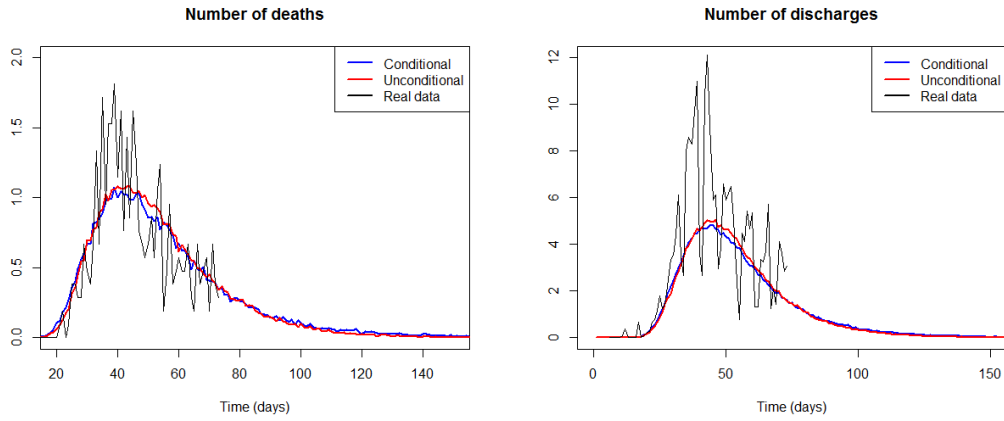 Number of deaths
2.0
1.5
1.0
0.5
0.0
Conditional
Unconditional
Real data
20 40 60 80 100 120 140
Time (days)
Number of discharges
12
10
8
6
4
2
0
Conditional
Unconditional
Real data
0 50 100 150
Time (days)